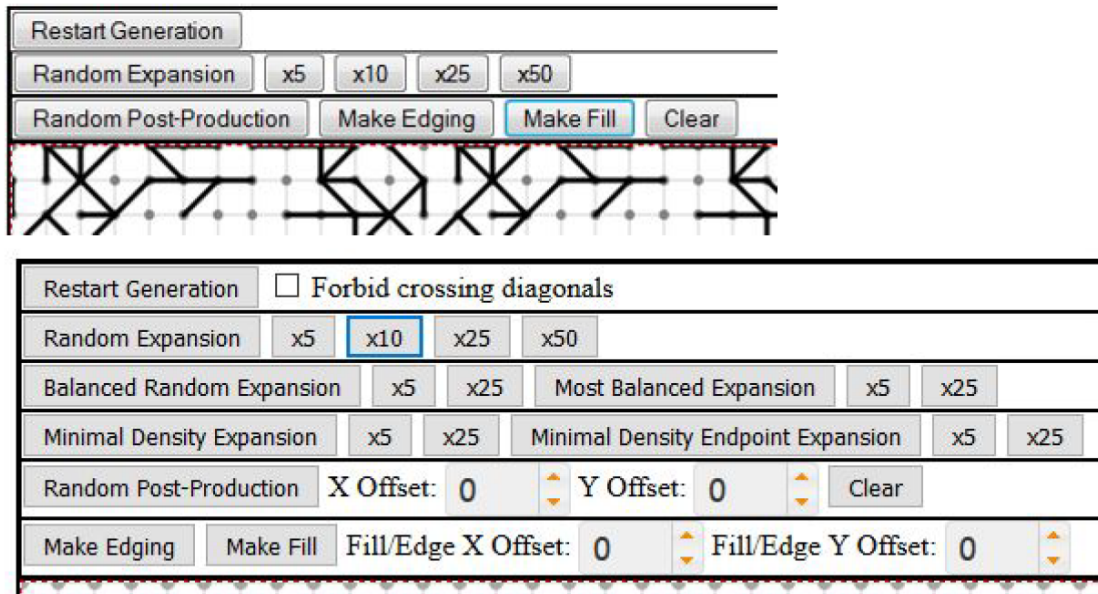 Restart Generation
Random Expansion x5 x10 x25 x50
Random Post-Production Make Edging Make Fill Clear
Restart Generation Forbid crossing diagonals
Random Expansion x5 x10 x25 x50
Balanced Random Expansion x5 x25 Most Balanced Expansion x5 x25
Minimal Density Expansion x5 x25 Minimal Density Endpoint Expansion x5 x25
Random Post-Production X Offset: 0 Y Offset: 0 Clear
Make Edging Make Fill Fill/Edge X Offset: 0 Fill/Edge Y Offset: 0